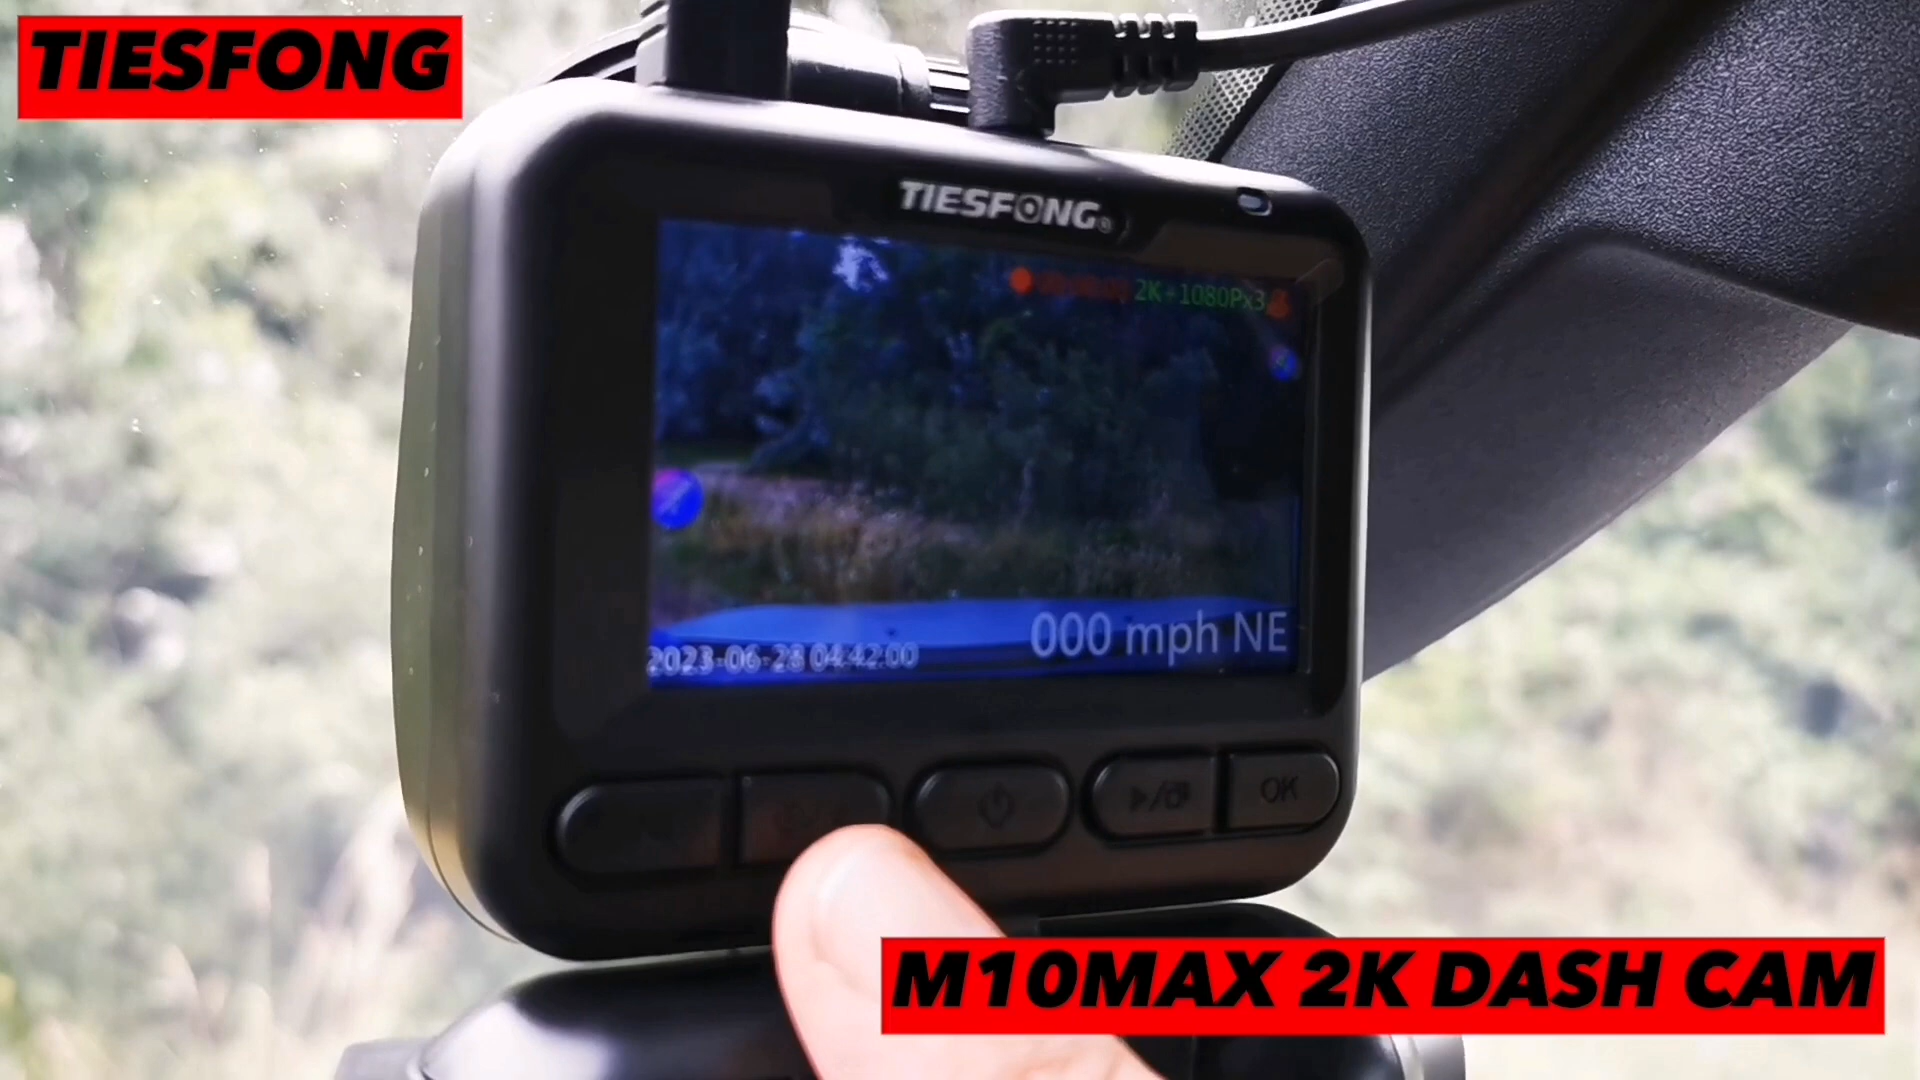 TIESFONG
TIESFONG
2K+1080Px3
000 mph NE
2023-06-28 04:42:00
OK
M10MAX 2K DASH CAM